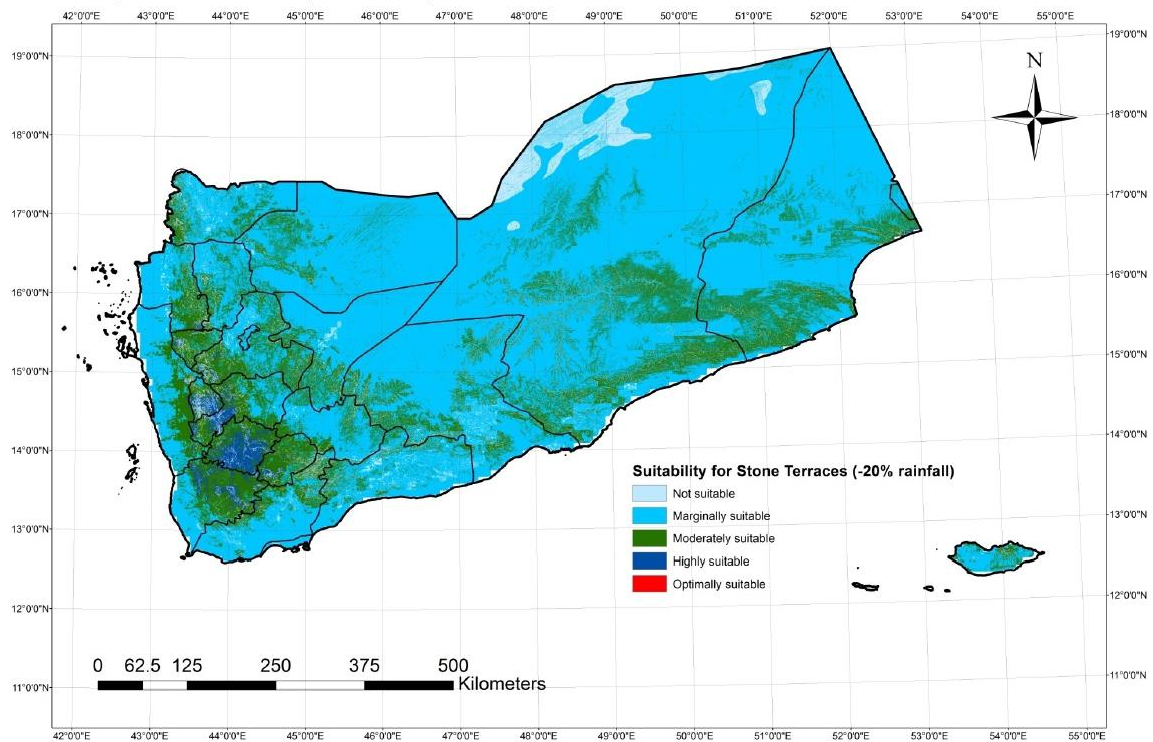 42°0'0"E 43°0'0"E 44°0'0"E 45°0'0"E 46°0'0"E 47°0'0"E 48°0'0"E 49°0'0"E 50°0'0"E 51°0'0"E 52°0'0"E 53°0'0"E 54°0'0"E 55°0'0"E
19°0'0"N 19°0'0"N
N
18°0'0"N 18°0'0"N
17°0'0"N 17°0'0"N
16°0'0"N 16°0'0"N
15°0'0"N 15°0'0"N
14°0'0"N 14°0'0"N
Suitability for Stone Terraces (-20% rainfall)
Not suitable
Marginally suitable
Moderately suitable
Highly suitable
Optimally suitable
13°0'0"N 13°0'0"N
12°0'0"N 12°0'0"N
0 62.5 125 250 375 500
Kilometers
11°0'0"N 11°0'0"N
42°0'0"E 43°0'0"E 44°0'0"E 45°0'0"E 46°0'0"E 47°0'0"E 48°0'0"E 49°0'0"E 50°0'0"E 51°0'0"E 52°0'0"E 53°0'0"E 54°0'0"E 55°0'0"E